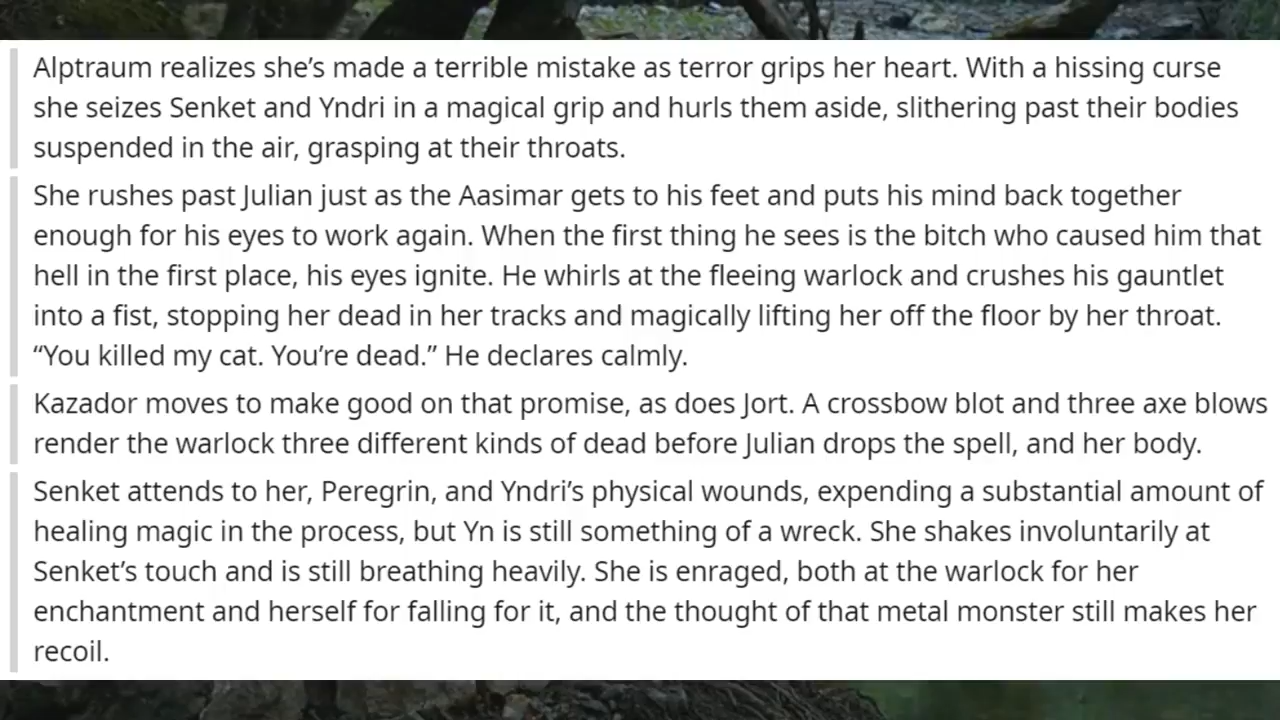 Alptraum realizes she’s made a terrible mistake as terror grips her heart. With a hissing curse
she seizes Senket and Yndri in a magical grip and hurls them aside, slithering past their bodies
suspended in the air, grasping at their throats.
She rushes past Julian just as the Aasimar gets to his feet and puts his mind back together
enough for his eyes to work again. When the first thing he sees is the bitch who caused him that
hell in the first place, his eyes ignite. He whirls at the fleeing warlock and crushes his gauntlet
into a fist, stopping her dead in her tracks and magically lifting her off the floor by her throat.
“You killed my cat. You’re dead.” He declares calmly.
Kazador moves to make good on that promise, as does Jort. A crossbow blot and three axe blows
render the warlock three different kinds of dead before Julian drops the spell, and her body.
Senket attends to her, Peregrin, and Yndri’s physical wounds, expending a substantial amount of
healing magic in the process, but Yn is still something of a wreck. She shakes involuntarily at
Senket’s touch and is still breathing heavily. She is enraged, both at the warlock for her
enchantment and herself for falling for it, and the thought of that metal monster still makes her
recoil.